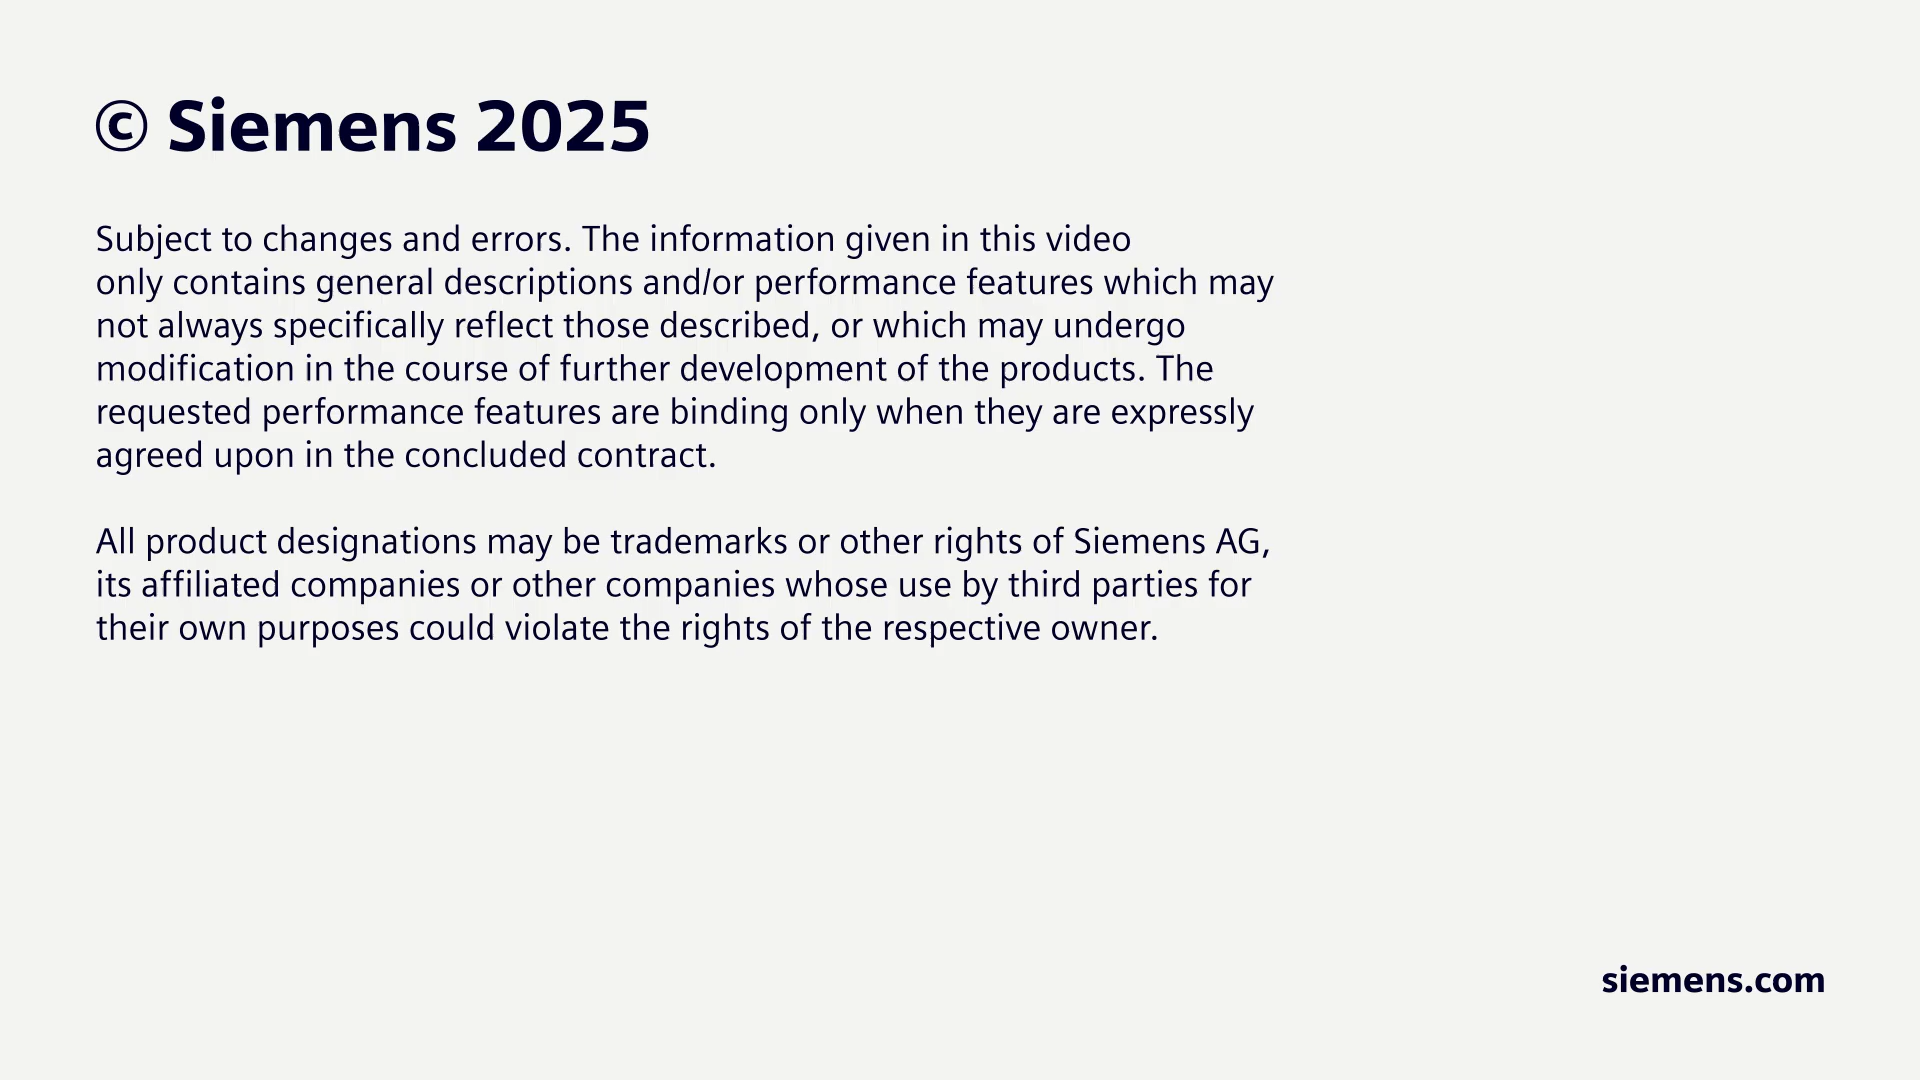 © Siemens 2025
Subject to changes and errors. The information given in this video
only contains general descriptions and/or performance features which may
not always specifically reflect those described, or which may undergo
modification in the course of further development of the products. The
requested performance features are binding only when they are expressly
agreed upon in the concluded contract.
All product designations may be trademarks or other rights of Siemens AG,
its affiliated companies or other companies whose use by third parties for
their own purposes could violate the rights of the respective owner.
siemens.com